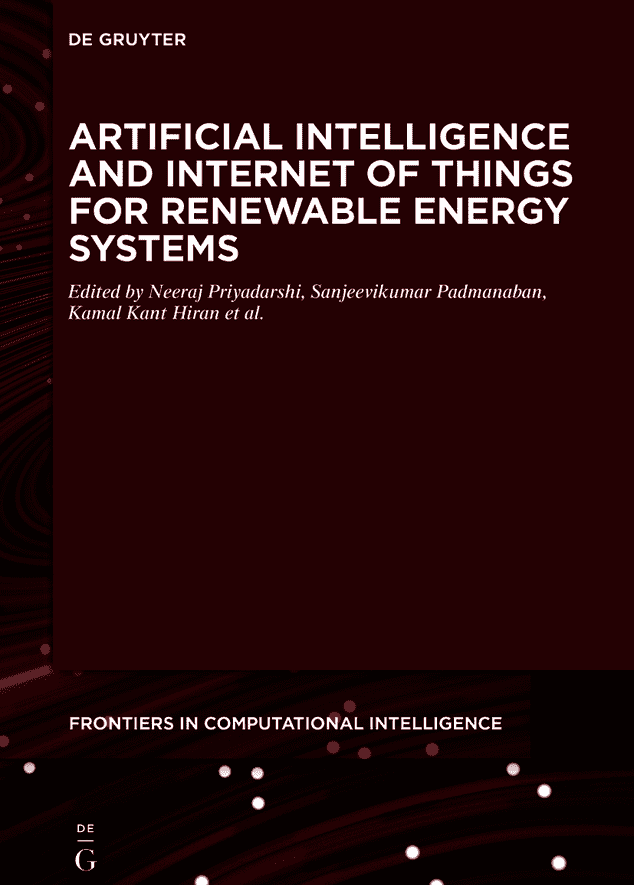 DE GRUYTER
ARTIFICIAL INTELLIGENCE
AND INTERNET OF THINGS
FOR RENEWABLE ENERGY
SYSTEMS
Edited by Neeraj Priyadarshi, Sanjeevikumar Padmanaban,
Kamal Kant Hiran et al.
FRONTIERS IN COMPUTATIONAL INTELLIGENCE
DE
G